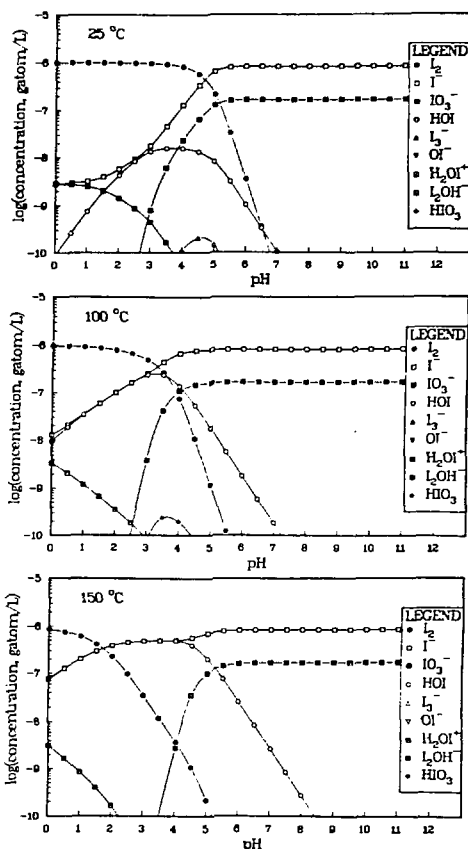 25 °C
LEGEND
I₂
I⁻
IO₃⁻
HOI
I₃⁻
OI⁻
H₂OI⁺
I₂OH⁻
HIO₃
log(concentration, gatom/L)
-5
-6
-7
-8
-9
-10
0 1 2 3 4 5 6 7 8 9 10 11 12
pH
100 °C
LEGEND
I₂
I⁻
IO₃⁻
HOI
I₃⁻
OI⁻
H₂OI⁺
I₂OH⁻
HIO₃
log(concentration, gatom/L)
-5
-6
-7
-8
-9
-10
0 1 2 3 4 5 6 7 8 9 10 11 12
pH
150 °C
LEGEND
I₂
I⁻
IO₃⁻
HOI
I₃⁻
OI⁻
H₂OI⁺
I₂OH⁻
HIO₃
log(concentration, gatom/L)
-5
-6
-7
-8
-9
-10
0 1 2 3 4 5 6 7 8 9 10 11 12
pH